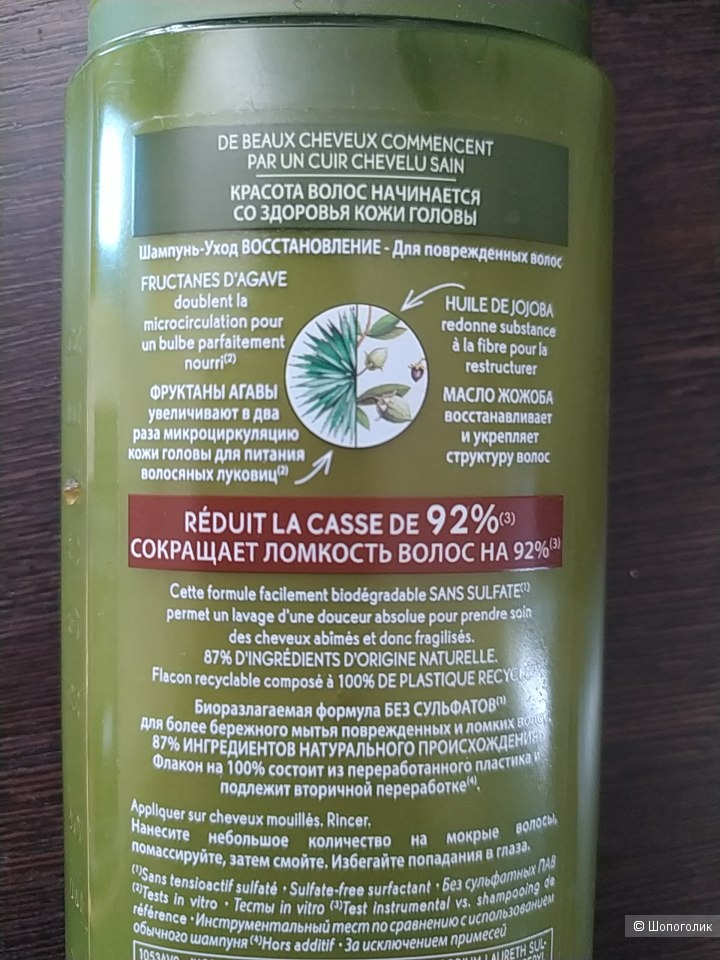 DE BEAUX CHEVEUX COMMENCENT
PAR UN CUIR CHEVELU SAIN
КРАСОТА ВОЛОС НАЧИНАЕТСЯ
СО ЗДОРОВЬЯ КОЖИ ГОЛОВЫ
Шампунь-Уход ВОССТАНОВЛЕНИЕ - Для поврежденных волос
FRUCTANES D'AGAVE
doublent la
microcirculation pour
un bulbe parfaitement
nourri(2)
HUILE DE JOJOBA
redonne substance
à la fibre pour la
restructurer
ФРУКТАНЫ АГАВЫ
увеличивают в два
раза микроциркуляцию
кожи головы для питания
волосяных луковиц(2)
МАСЛО ЖОЖОБА
восстанавливает
и укрепляет
структуру волос
RÉDUIT LA CASSE DE 92%(3)
СОКРАЩАЕТ ЛОМКОСТЬ ВОЛОС НА 92%(3)
Cette formule facilement biodégradable SANS SULFATE(1)
permet un lavage d'une douceur absolue pour prendre soin
des cheveux abîmés et donc fragilisés.
87% D'INGRÉDIENTS D'ORIGINE NATURELLE.
Flacon recyclable composé à 100% DE PLASTIQUE
Биоразлагаемая формула БЕЗ СУЛЬФАТОВ(1)
для более бережного мытья поврежденных и ломких
87% ИНГРЕДИЕНТОВ НАТУРАЛЬНОГО ПРОИСХОЖДЕНИЯ
Флакон на 100% состоит из переработанного пластика и
подлежит вторичной переработке(4).
Appliquer sur cheveux mouillés. Rincer.
Нанесите небольшое количество на мокрые волосы,
помассируйте, затем смойте. Избегайте попадания в глаза.
(1)Sans tensioactif sulfaté · Sulfate-free surfactant · Без сульфатных ПАВ
(2)Tests in vitro · Тесты in vitro (3)Test instrumental vs. shampooing de
référence · Инструментальный тест по сравнению с использованием
обычного шампуня (4)Hors additif · За исключением примесей
LAURETH SUL-
© Шопоголик